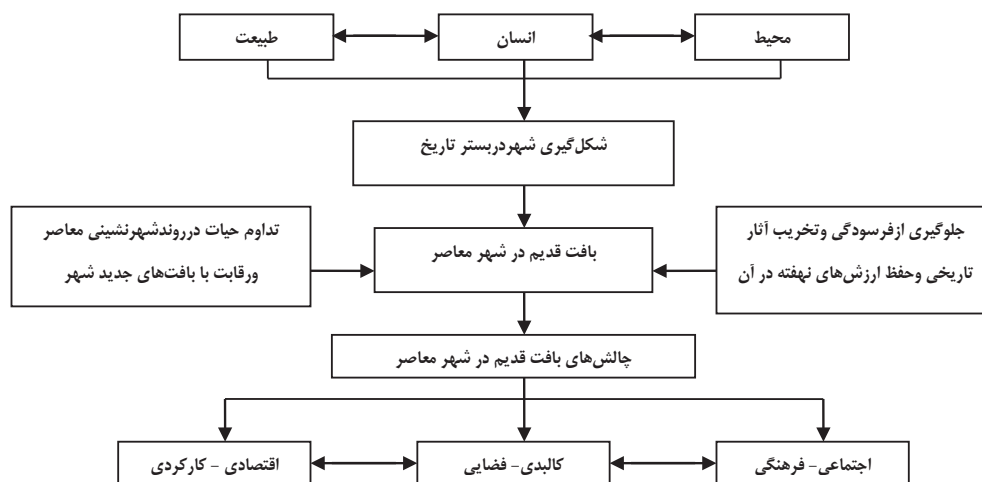 محیط
انسان
طبیعت
شکل‌گیری شهردربستر تاریخ
جلوگیری ازفرسودگی وتخریب آثار
تاریخی وحفظ ارزش‌های نهفته در آن
بافت قدیم در شهر معاصر
تداوم حیات درروندشهرنشینی معاصر
ورقابت با بافت‌های جدید شهر
چالش‌های بافت قدیم در شهر معاصر
اجتماعی- فرهنگی
کالبدی- فضایی
اقتصادی - کارکردی